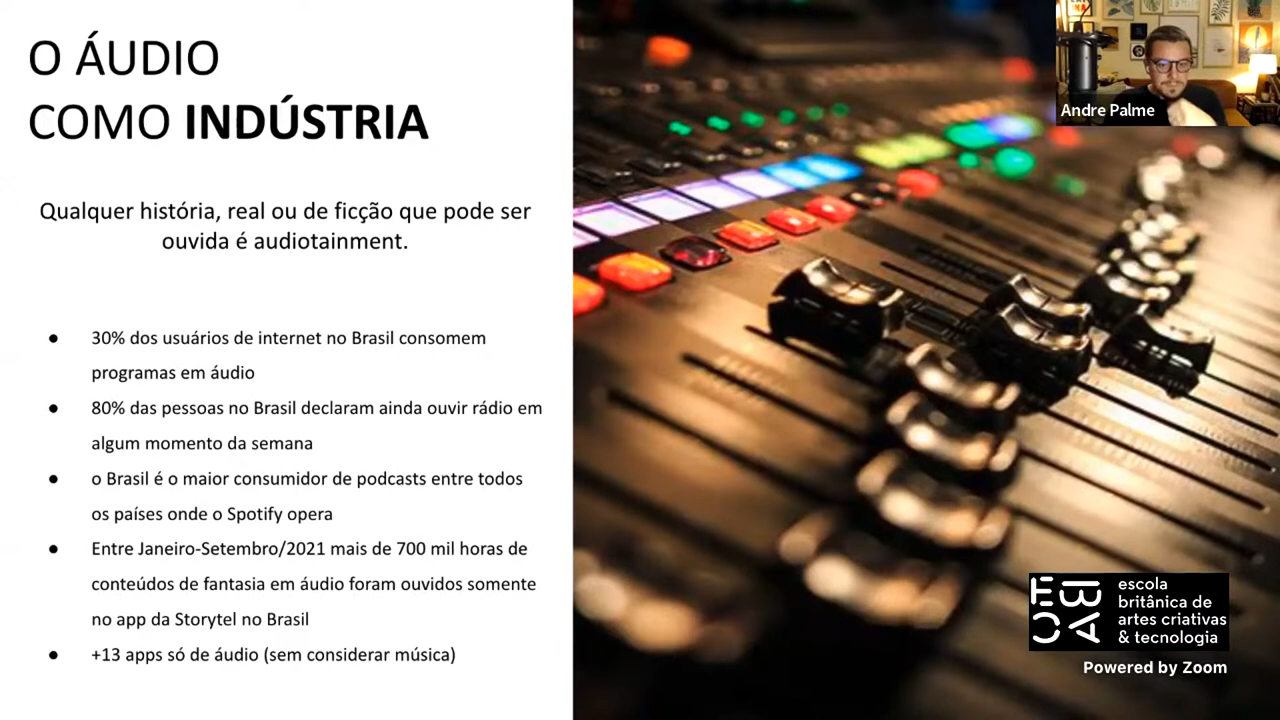 O ÁUDIO
COMO INDÚSTRIA
Qualquer história, real ou de ficção que pode ser
ouvida é audiotainment.
● 30% dos usuários de internet no Brasil consomem
programas em áudio
● 80% das pessoas no Brasil declaram ainda ouvir rádio em
algum momento da semana
● o Brasil é o maior consumidor de podcasts entre todos
os países onde o Spotify opera
● Entre Janeiro-Setembro/2021 mais de 700 mil horas de
conteúdos de fantasia em áudio foram ouvidos somente
no app da Storytel no Brasil
● +13 apps só de áudio (sem considerar música)
Andre Palme
EBAC
escola
britânica de
artes criativas
& tecnologia
Powered by Zoom